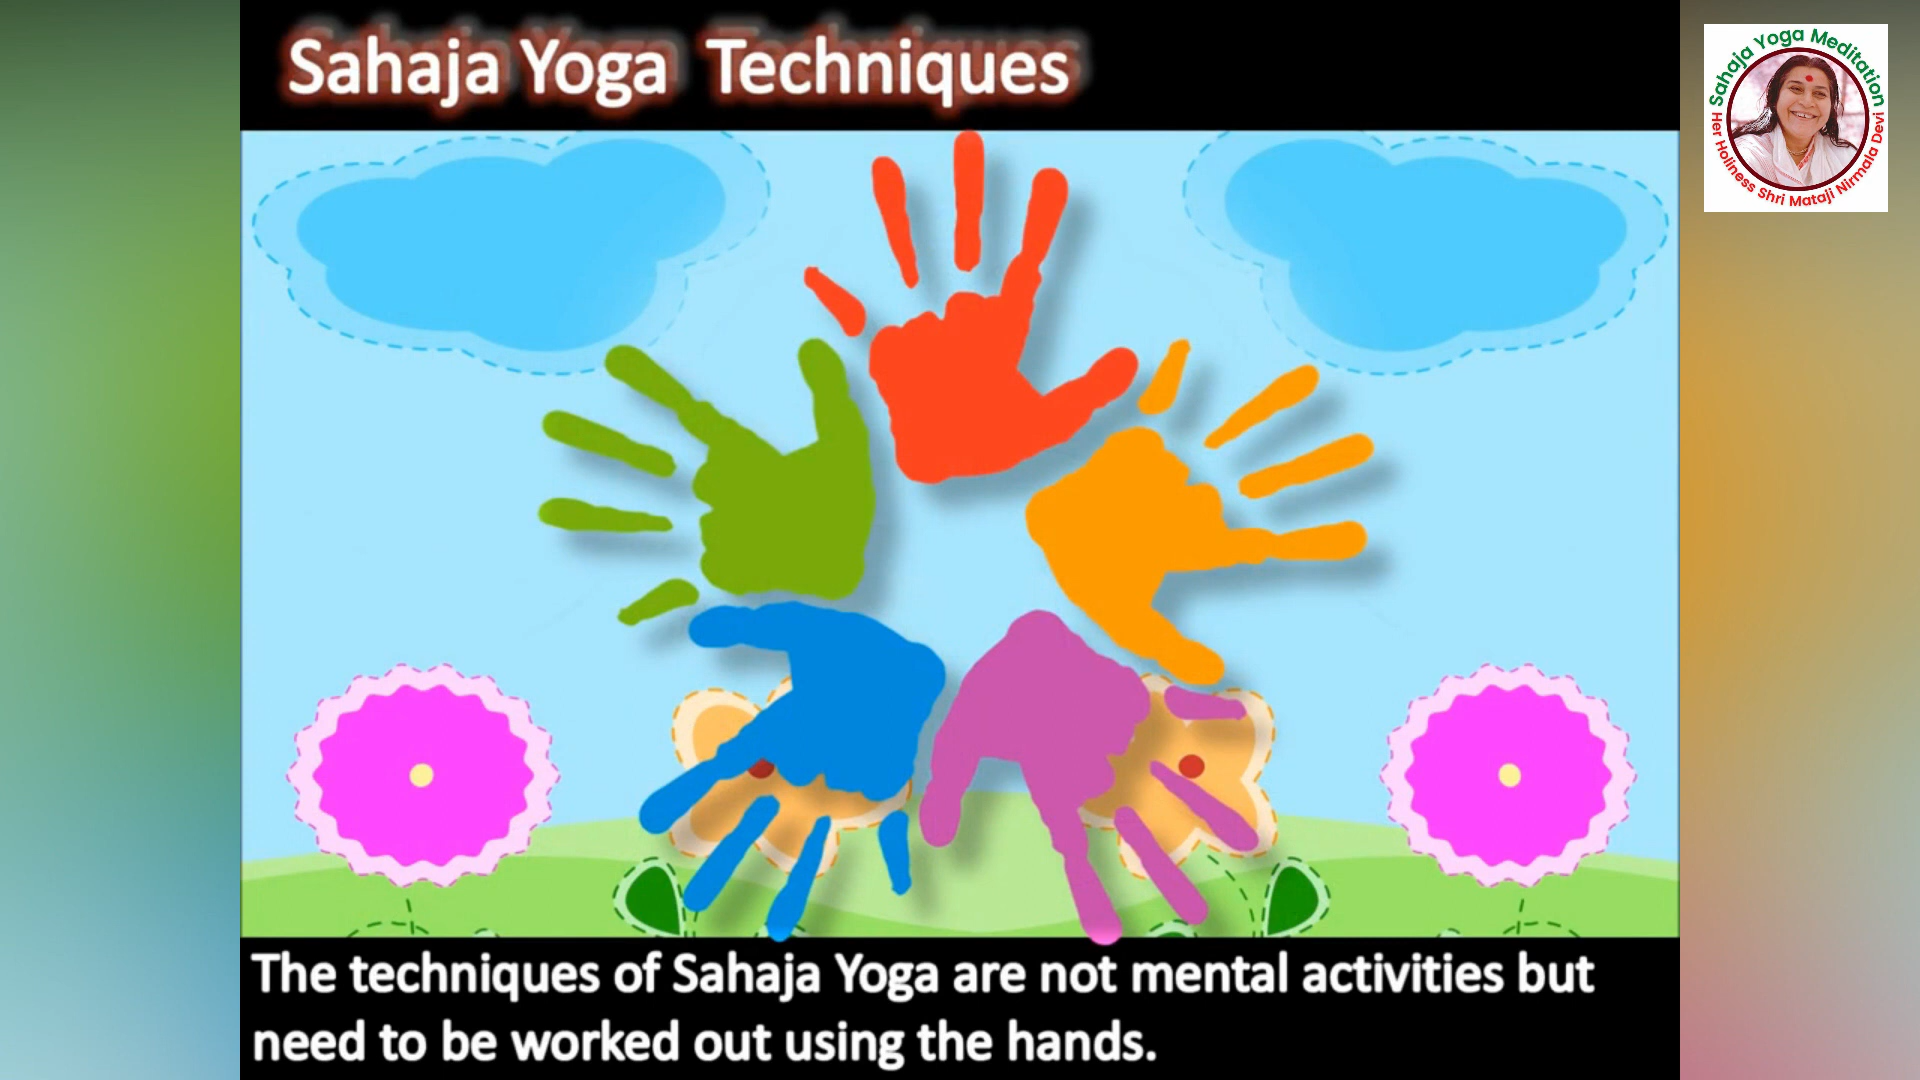 Sahaja Yoga Techniques
Sahaja Yoga Meditation
Her Holiness Shri Mataji Nirmala Devi
The techniques of Sahaja Yoga are not mental activities but
need to be worked out using the hands.